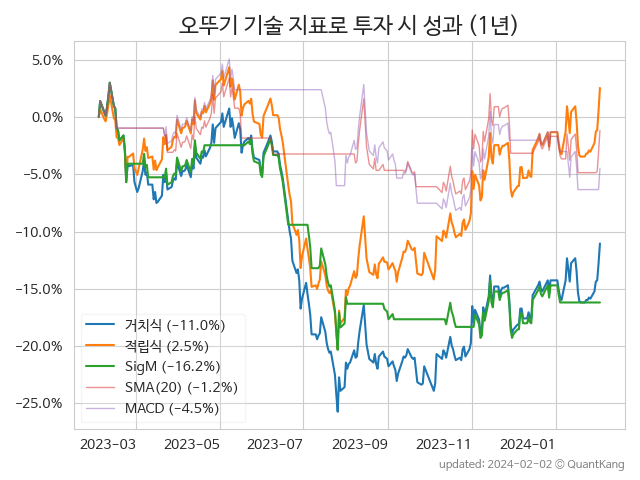 오뚜기 기술 지표로 투자 시 성과 (1년)
5.0%
0.0%
−5.0%
−10.0%
−15.0%
−20.0%
−25.0%
거치식 (−11.0%)
적립식 (2.5%)
SigM (−16.2%)
SMA(20) (−1.2%)
MACD (−4.5%)
2023−03 2023−05 2023−07 2023−09 2023−11 2024−01
updated: 2024−02−02 © QuantKang